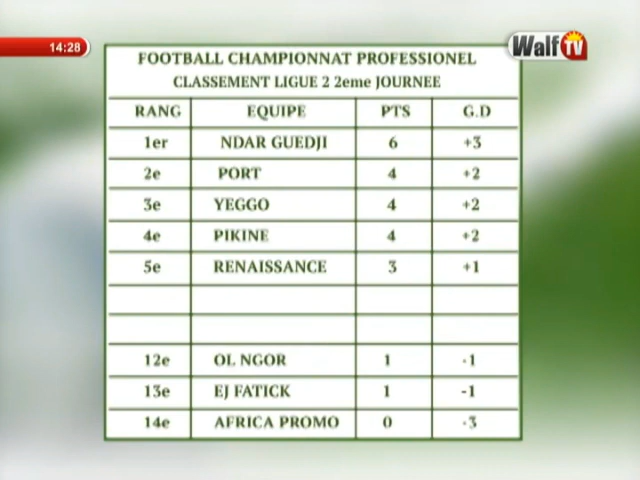 14:28
Walf TV
FOOTBALL CHAMPIONNAT PROFESSIONEL
CLASSEMENT LIGUE 2 2eme JOURNEE
RANG EQUIPE PTS G.D
1er NDAR GUEDJI 6 +3
2e PORT 4 +2
3e YEGGO 4 +2
4e PIKINE 4 +2
5e RENAISSANCE 3 +1
12e OL NGOR 1 -1
13e EJ FATICK 1 -1
14e AFRICA PROMO 0 -3